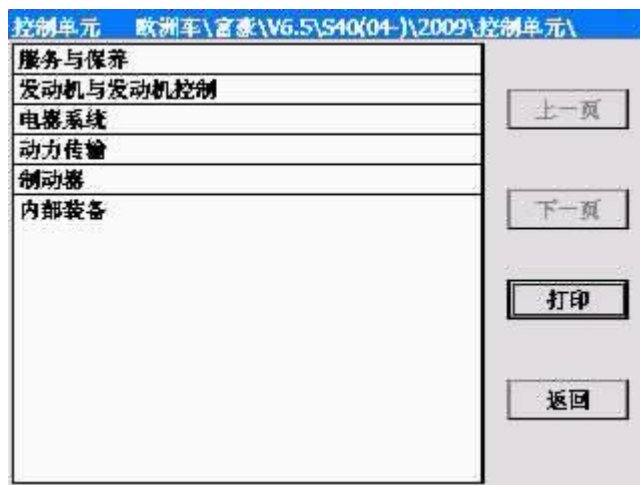 控制单元 欧洲车\富豪\V6.5\S40(04-)\2009\控制单元\
服务与保养
发动机与发动机控制
电器系统
动力传输
制动器
内部装备
上一页
下一页
打印
返回